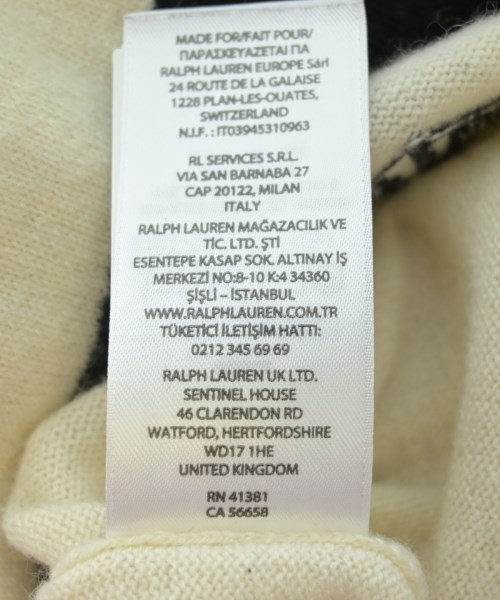 MADE FOR/FAIT POUR/
ΠΑΡΑΣΚΕΥΑΖΕΤΑΙ ΓΙΑ
RALPH LAUREN EUROPE Sárl
24 ROUTE DE LA GALAISE
1228 PLAN-LES-OUATES,
SWITZERLAND
N.I.F. : IT03945310963
RL SERVICES S.R.L.
VIA SAN BARNABA 27
CAP 20122, MILAN
ITALY
RALPH LAUREN MAĞAZACILIK VE
TİC. LTD. ŞTİ
ESENTEPE KASAP SOK. ALTINAY İŞ
MERKEZİ NO:8-10 K:4 34360
ŞİŞLİ – İSTANBUL
WWW.RALPHLAUREN.COM.TR
TÜKETİCİ İLETİŞİM HATTI:
0212 345 69 69
RALPH LAUREN UK LTD.
SENTINEL HOUSE
46 CLARENDON RD
WATFORD, HERTFORDSHIRE
WD17 1HE
UNITED KINGDOM
RN 41381
CA 56658